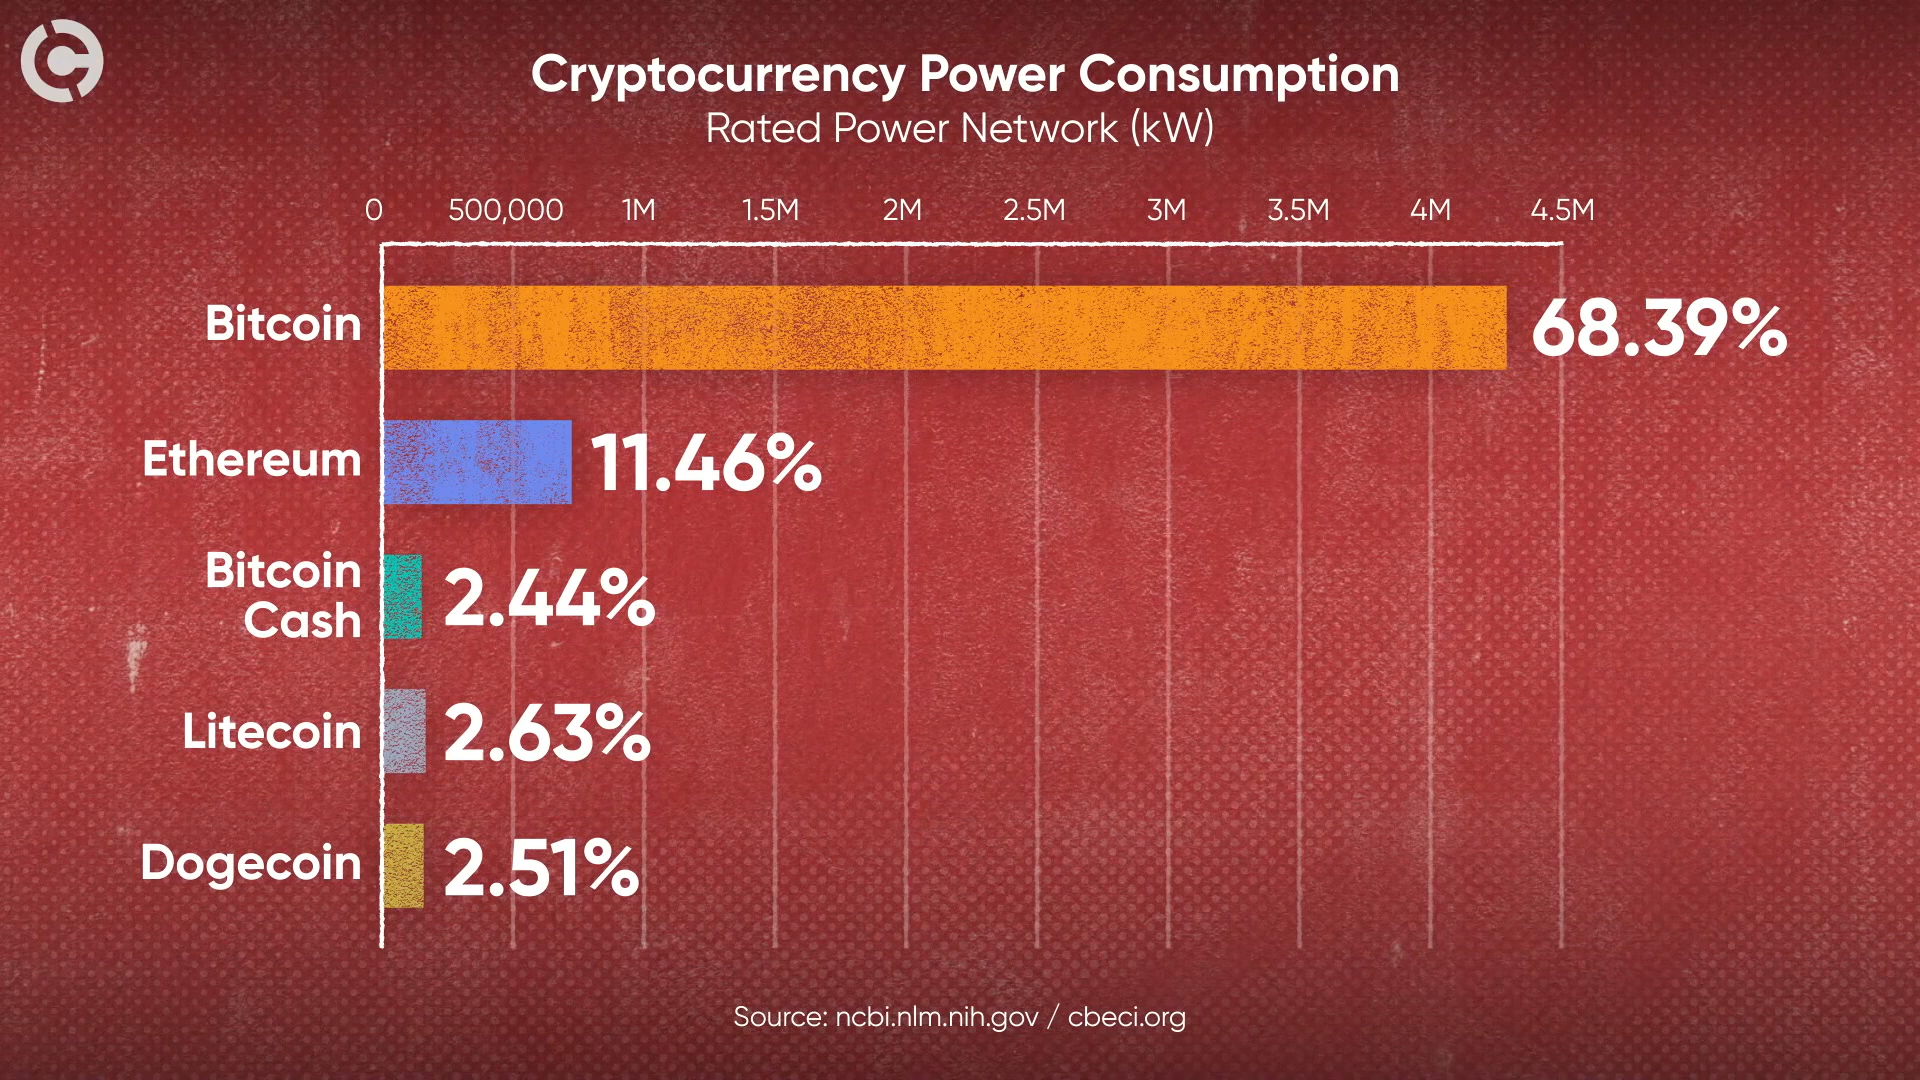 Cryptocurrency Power Consumption
Rated Power Network (kW)
0 500,000 1M 1.5M 2M 2.5M 3M 3.5M 4M 4.5M
Bitcoin 68.39%
Ethereum 11.46%
Bitcoin
Cash 2.44%
Litecoin 2.63%
Dogecoin 2.51%
Source: ncbi.nlm.nih.gov / cbeci.org